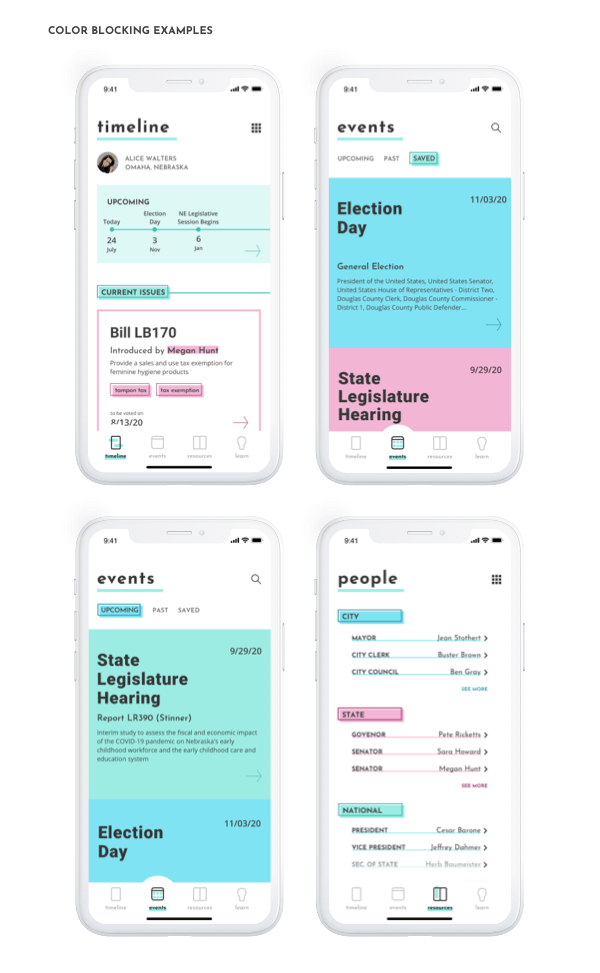 COLOR BLOCKING EXAMPLES
9:41
timeline
ALICE WALTERS
OMAHA, NEBRASKA
UPCOMING
Today
Election
Day
NE Legislative
Session Begins
24
July
3
Nov
6
Jan
CURRENT ISSUES
Bill LB170
Introduced by Megan Hunt
Provide a sales and use tax exemption for
feminine hygiene products
tampon tax
tax exemption
to be voted on
8/13/20
timeline
events
resources
learn
9:41
events
UPCOMING
PAST
SAVED
11/03/20
Election
Day
General Election
President of the United States, United States Senator,
United States House of Representatives - District Two,
Douglas County Clerk, Douglas County Commissioner -
District 1, Douglas County Public Defender...
9/29/20
State
Legislature
Hearing
timeline
events
resources
learn
9:41
events
UPCOMING
PAST
SAVED
9/29/20
State
Legislature
Hearing
Report LR390 (Stinner)
Interim study to assess the fiscal and economic impact
of the COVID-19 pandemic on Nebraska's early
childhood workforce and the early childhood care and
education system
11/03/20
Election
Day
timeline
events
resources
learn
9:41
people
CITY
MAYOR Jean Stothert
CITY CLERK Buster Brown
CITY COUNCIL Ben Gray
SEE MORE
STATE
GOVENOR Pete Ricketts
SENATOR Sara Howard
SENATOR Megan Hunt
SEE MORE
NATIONAL
PRESIDENT Cesar Barone
VICE PRESIDENT Jeffrey Dahmer
SEC. OF STATE Herb Baumeister
timeline
events
resources
learn